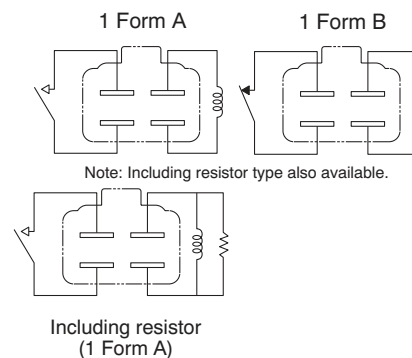 1 Form A
1 Form B
Note: Including resistor type also available.
Including resistor
(1 Form A)